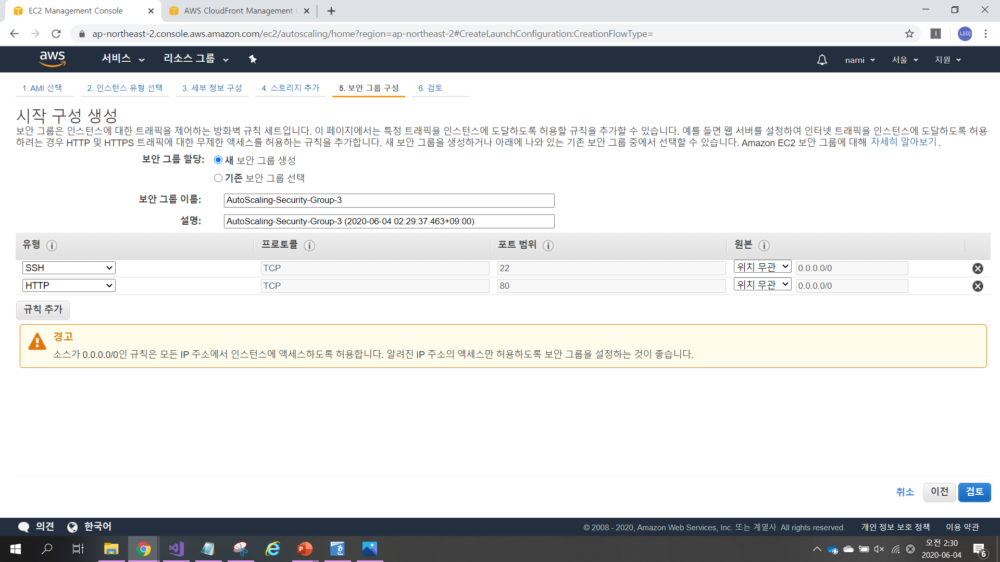 EC2 Management Console
AWS CloudFront Management
ap-northeast-2.console.aws.amazon.com/ec2/autoscaling/home?region=ap-northeast-2#CreateLaunchConfiguration:CreationFlowType=
나미
aws 서비스 리소스 그룹 nami 서울 지원
1. AMI 선택 2. 인스턴스 유형 선택 3. 세부 정보 구성 4. 스토리지 추가 5. 보안 그룹 구성 6. 검토
시작 구성 생성
보안 그룹은 인스턴스에 대한 트래픽을 제어하는 방화벽 규칙 세트입니다. 이 페이지에서는 특정 트래픽을 인스턴스에 도달하도록 허용할 규칙을 추가할 수 있습니다. 예를 들면 웹 서버를 설정하여 인터넷 트래픽을 인스턴스에 도달하도록 허용
하려는 경우 HTTP 및 HTTPS 트래픽에 대한 무제한 액세스를 허용하는 규칙을 추가합니다. 새 보안 그룹을 생성하거나 아래에 나와 있는 기존 보안 그룹 중에서 선택할 수 있습니다. Amazon EC2 보안 그룹에 대해 자세히 알아보기.
보안 그룹 할당: 새 보안 그룹 생성
기존 보안 그룹 선택
보안 그룹 이름: AutoScaling-Security-Group-3
설명: AutoScaling-Security-Group-3 (2020-06-04 02:29:37.463+09:00)
유형 프로토콜 포트 범위 원본
SSH TCP 22 위치 무관 0.0.0.0/0
HTTP TCP 80 위치 무관 0.0.0.0/0
규칙 추가
경고
소스가 0.0.0.0/0인 규칙은 모든 IP 주소에서 인스턴스에 액세스하도록 허용합니다. 알려진 IP 주소의 액세스만 허용하도록 보안 그룹을 설정하는 것이 좋습니다.
취소 이전 검토
의견 한국어 © 2008 - 2020, Amazon Web Services, Inc. 또는 계열사. All rights reserved. 개인 정보 보호 정책 이용 약관
오전 2:30
2020-06-04
6